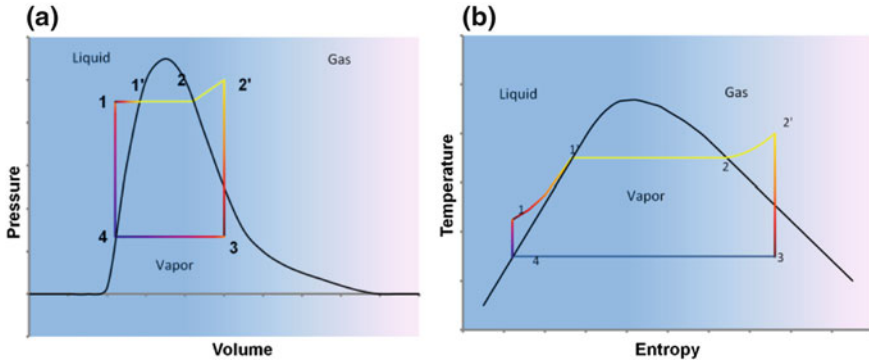 (a)
Liquid
Gas
1'
2
2'
1
4
3
Vapor
Pressure
Volume
(b)
Liquid
Gas
2'
1'
2
Vapor
1
4
3
Temperature
Entropy